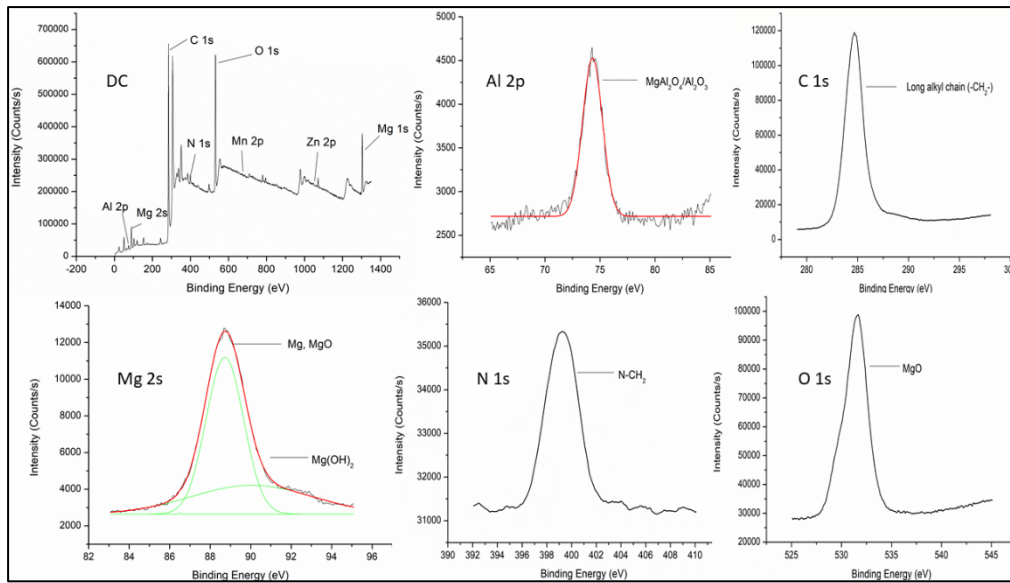 DC
C 1s
O 1s
N 1s
Mn 2p
Zn 2p
Mg 1s
Al 2p
Mg 2s
Intensity (Counts/s)
700000
600000
500000
400000
300000
200000
100000
0
-200 0 200 400 600 800 1000 1200 1400
Binding Energy (eV)
Al 2p
MgAl₂O₄/Al₂O₃
Intensity (Counts/s)
4500
4000
3500
3000
2500
65 70 75 80 85
Binding Energy (eV)
C 1s
Long alkyl chain (-CH₂-)
Intensity (Counts/s)
120000
100000
80000
60000
40000
20000
0
280 285 290 295 300
Binding Energy (eV)
Mg 2s
Mg, MgO
Mg(OH)₂
Intensity (Counts/s)
14000
12000
10000
8000
6000
4000
2000
82 84 86 88 90 92 94 96
Binding Energy (eV)
N 1s
N-CH₂
Intensity (Counts/s)
36000
35000
34000
33000
32000
31000
392 394 396 398 400 402 404 406 408 410
Binding Energy (eV)
O 1s
MgO
Intensity (Counts/s)
100000
90000
80000
70000
60000
50000
40000
30000
20000
525 530 535 540 545
Binding Energy (eV)